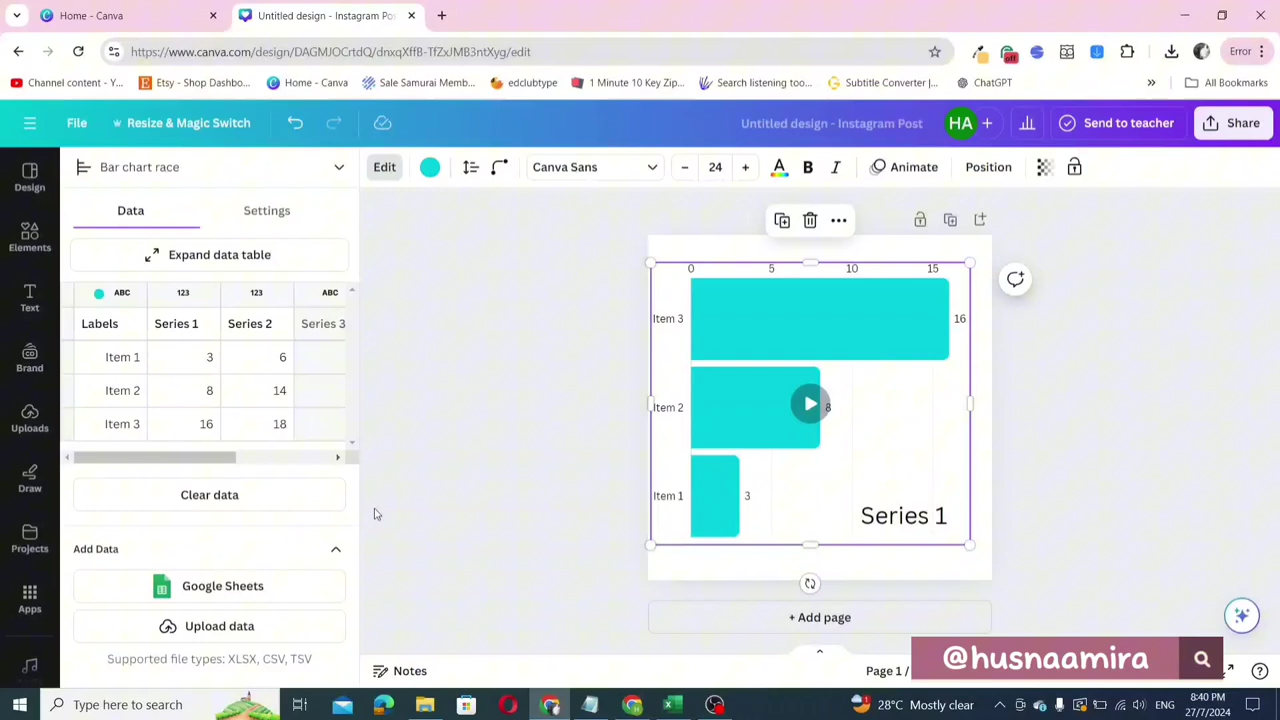 Home - Canva
Untitled design - Instagram Pos
https://www.canva.com/design/DAGMJOCrtdQ/dnxqXffB-TfZxJMB3ntXyg/edit
Error
Channel content - Y...
Etsy - Shop Dashbo...
Home - Canva
Sale Samurai Memb...
edclubtype
1 Minute 10 Key Zip...
Search listening too...
Subtitle Converter |...
ChatGPT
All Bookmarks
File
Resize & Magic Switch
Untitled design - Instagram Post
HA
Send to teacher
Share
Design
Elements
Text
Brand
Uploads
Draw
Projects
Apps
Bar chart race
Edit
Canva Sans
24
Animate
Position
Data
Settings
Expand data table
ABC 123 123 ABC
Labels Series 1 Series 2 Series 3
Item 1 3 6
Item 2 8 14
Item 3 16 18
Clear data
Add Data
Google Sheets
Upload data
Supported file types: XLSX, CSV, TSV
0 5 10 15
Item 3 16
Item 2 8
Item 1 3
Series 1
+ Add page
Notes
Page 1 /
@husnaamira
Type here to search
28°C Mostly clear
ENG
8:40 PM
27/7/2024